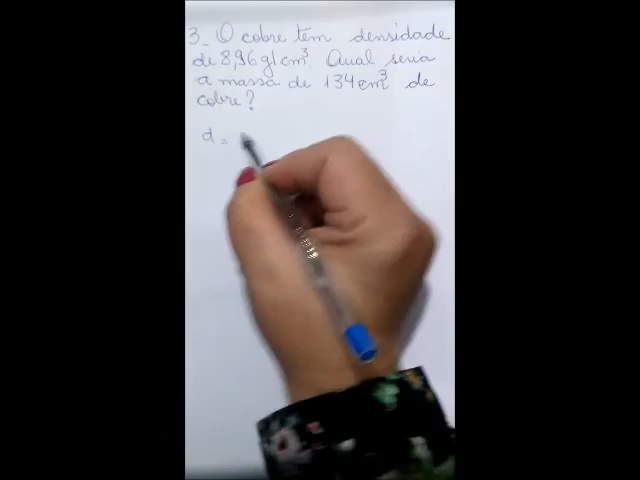 3_ O cobre tem densidade
de 8,96 g/cm³. Qual seria
a massa de 134 cm³ de
cobre?
d =